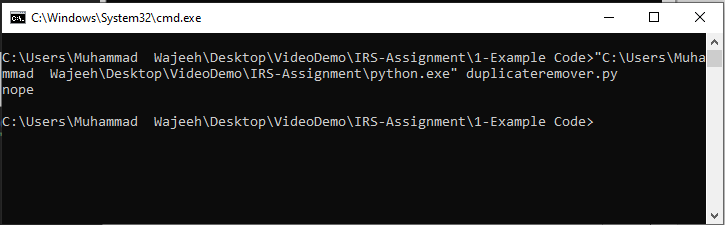 C:\Windows\System32\cmd.exe
C:\Users\Muhammad  Wajeeh\Desktop\VideoDemo\IRS-Assignment\1-Example Code>"C:\Users\Muha
mmad  Wajeeh\Desktop\VideoDemo\IRS-Assignment\python.exe" duplicateremover.py
nope
C:\Users\Muhammad  Wajeeh\Desktop\VideoDemo\IRS-Assignment\1-Example Code>